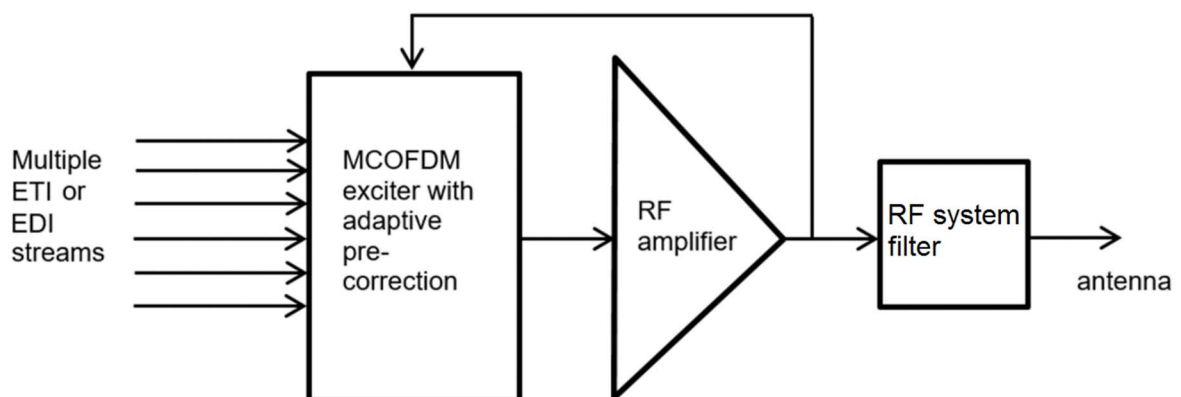 Multiple
ETI or
EDI
streams
MCOFDM
exciter with
adaptive
pre-
correction
RF
amplifier
RF system
filter
antenna